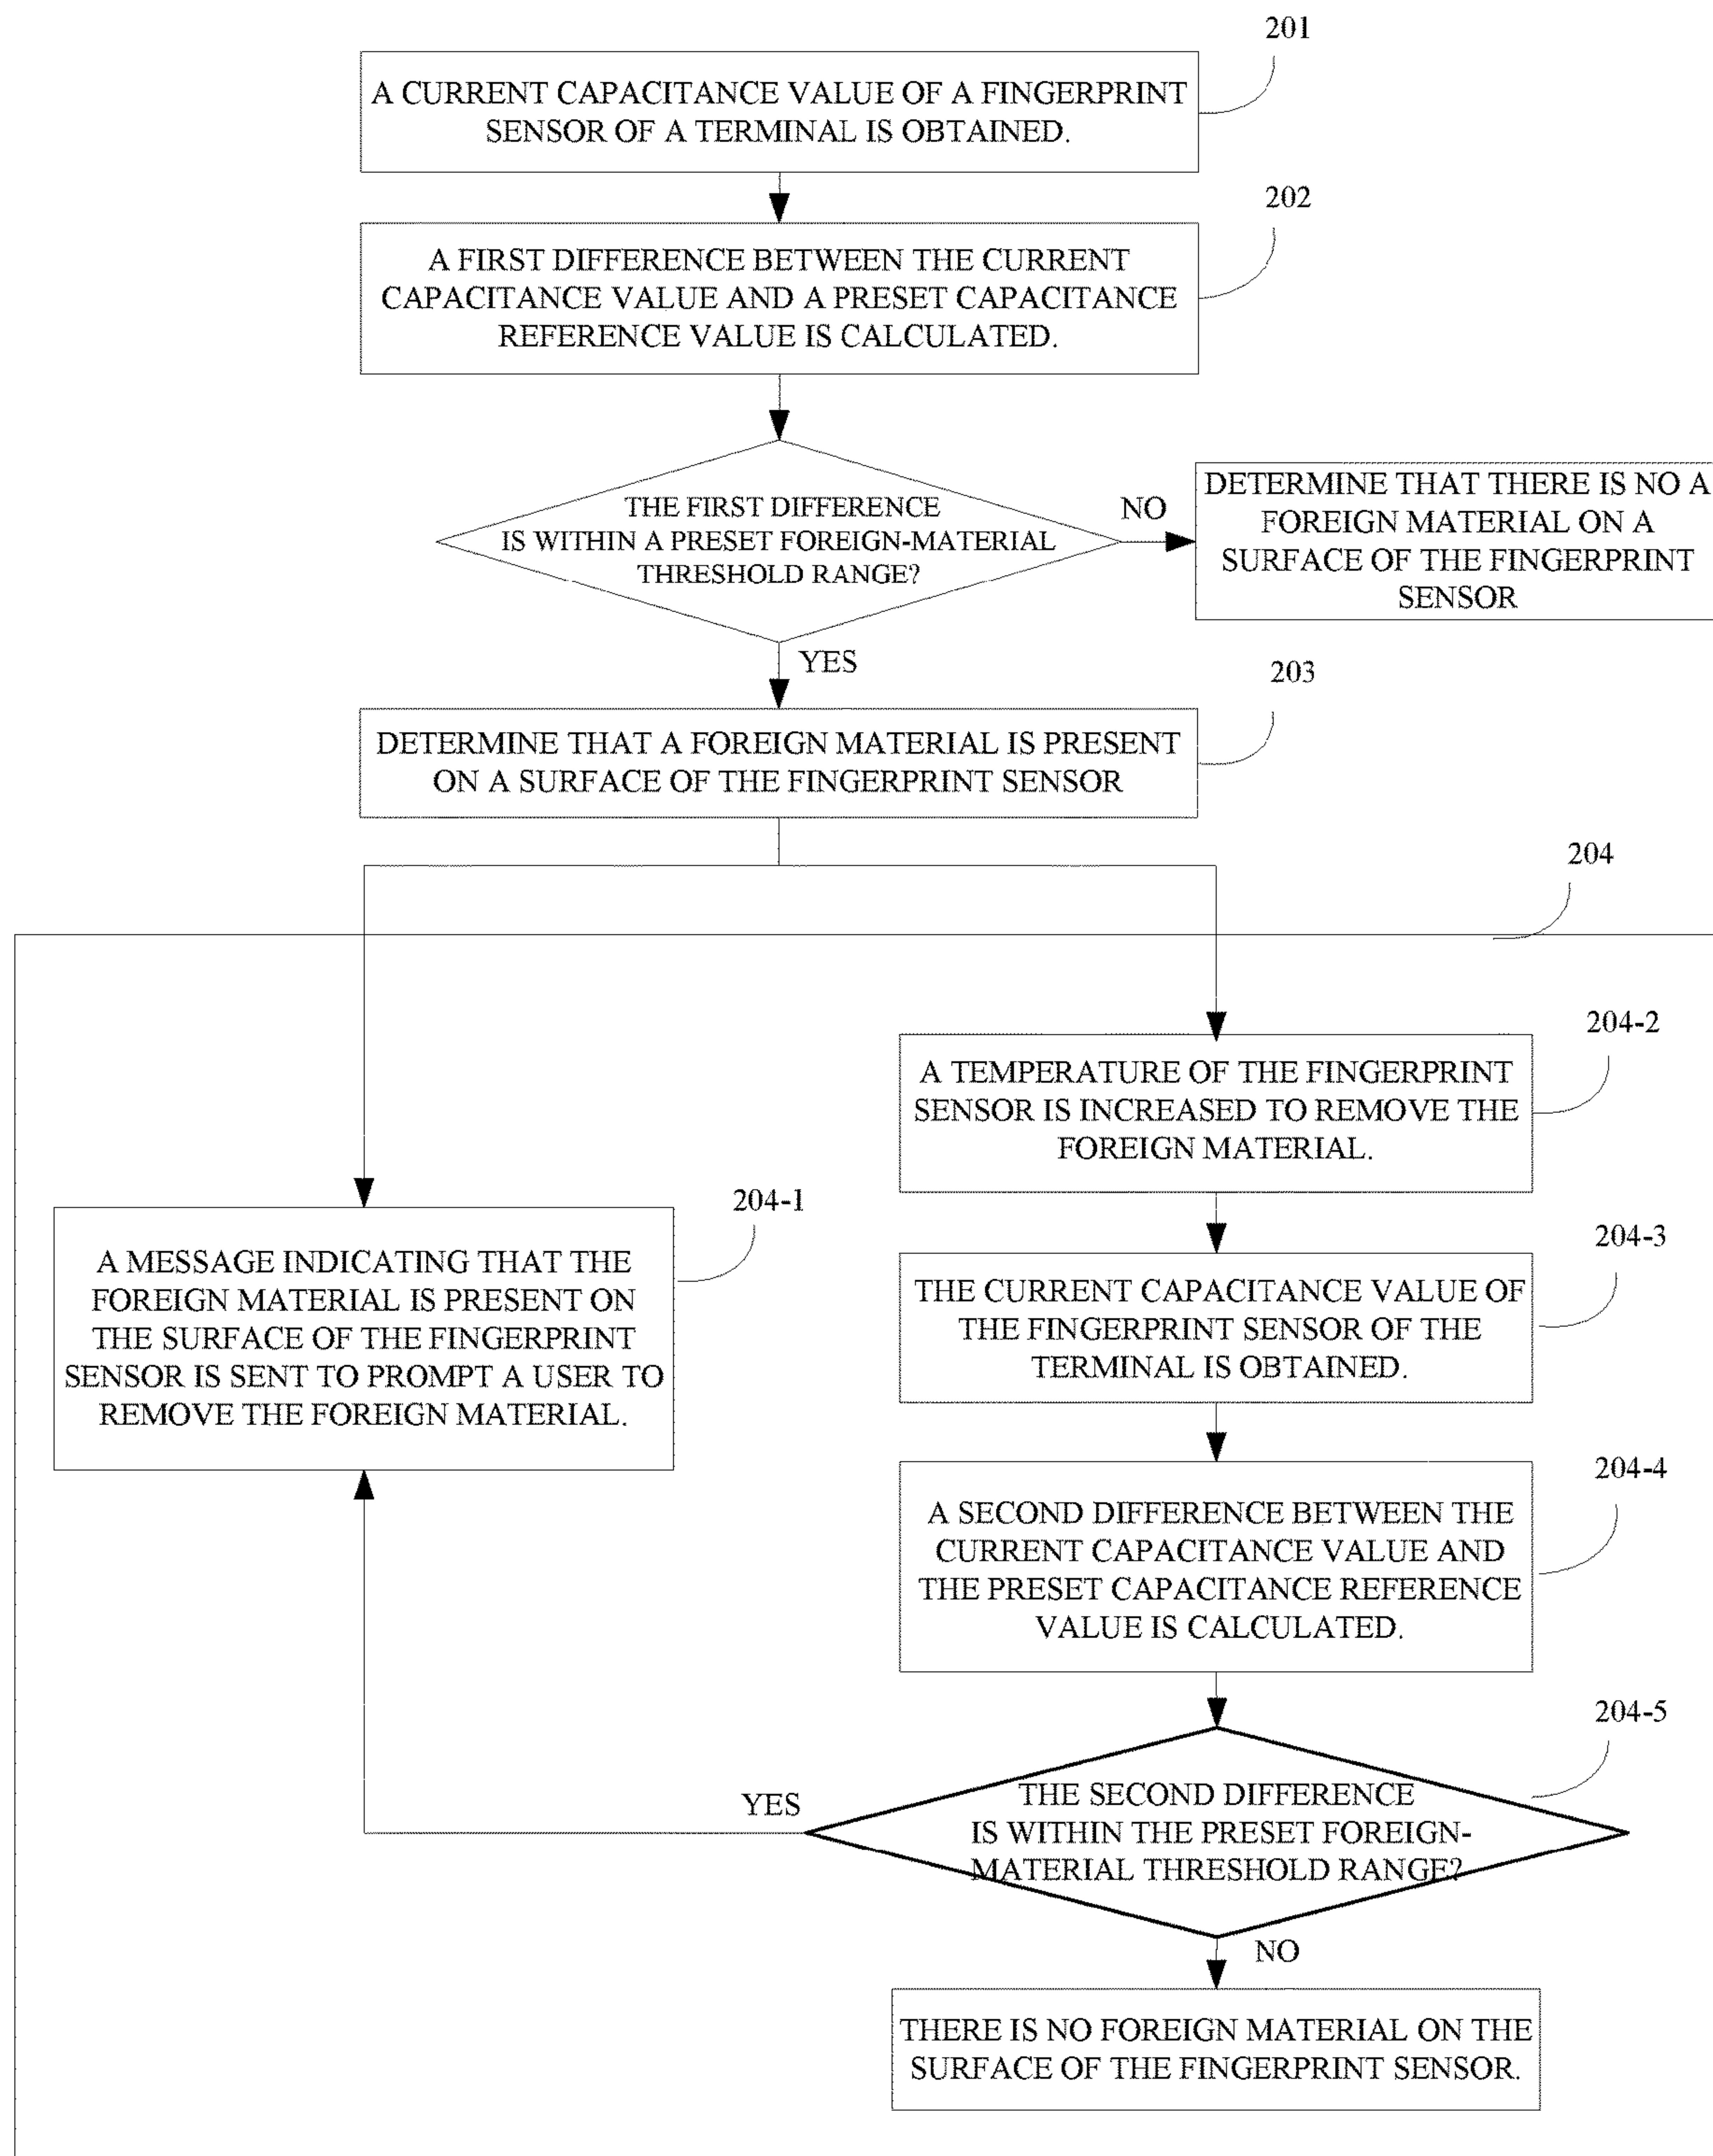 201
A CURRENT CAPACITANCE VALUE OF A FINGERPRINT
SENSOR OF A TERMINAL IS OBTAINED.
202
A FIRST DIFFERENCE BETWEEN THE CURRENT
CAPACITANCE VALUE AND A PRESET CAPACITANCE
REFERENCE VALUE IS CALCULATED.
THE FIRST DIFFERENCE
IS WITHIN A PRESET FOREIGN-MATERIAL
THRESHOLD RANGE?
NO
DETERMINE THAT THERE IS NO A
FOREIGN MATERIAL ON A
SURFACE OF THE FINGERPRINT
SENSOR
YES
203
DETERMINE THAT A FOREIGN MATERIAL IS PRESENT
ON A SURFACE OF THE FINGERPRINT SENSOR
204
204-1
A MESSAGE INDICATING THAT THE
FOREIGN MATERIAL IS PRESENT ON
THE SURFACE OF THE FINGERPRINT
SENSOR IS SENT TO PROMPT A USER TO
REMOVE THE FOREIGN MATERIAL.
204-2
A TEMPERATURE OF THE FINGERPRINT
SENSOR IS INCREASED TO REMOVE THE
FOREIGN MATERIAL.
204-3
THE CURRENT CAPACITANCE VALUE OF
THE FINGERPRINT SENSOR OF THE
TERMINAL IS OBTAINED.
204-4
A SECOND DIFFERENCE BETWEEN THE
CURRENT CAPACITANCE VALUE AND
THE PRESET CAPACITANCE REFERENCE
VALUE IS CALCULATED.
204-5
YES
THE SECOND DIFFERENCE
IS WITHIN THE PRESET FOREIGN-
MATERIAL THRESHOLD RANGE?
NO
THERE IS NO FOREIGN MATERIAL ON THE
SURFACE OF THE FINGERPRINT SENSOR.